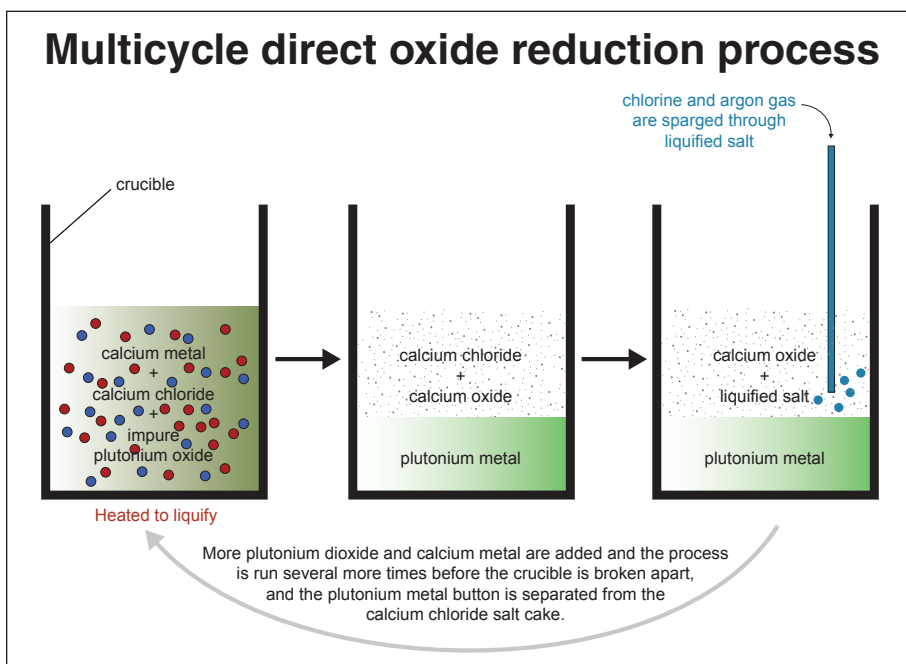 Multicycle direct oxide reduction process
chlorine and argon gas
are sparged through
liquified salt
crucible
calcium metal
+
calcium chloride
+
impure
plutonium oxide
calcium chloride
+
calcium oxide
calcium oxide
+
liquified salt
plutonium metal
plutonium metal
Heated to liquify
More plutonium dioxide and calcium metal are added and the process
is run several more times before the crucible is broken apart,
and the plutonium metal button is separated from the
calcium chloride salt cake.